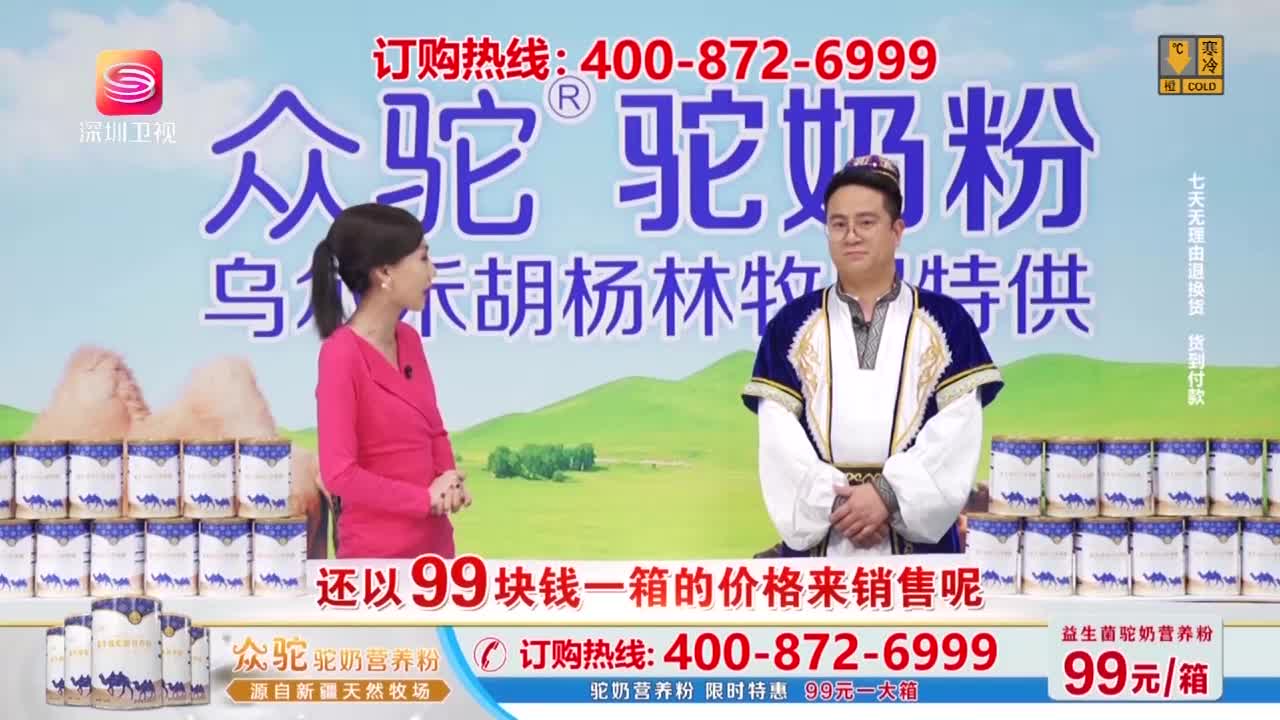 订购热线：400-872-6999
深圳卫视
℃
寒冷
橙
COLD
众驼® 驼奶粉
胡杨林牧
特供
七天无理由退换货 货到付款
还以99块钱一箱的价格来销售呢
众驼 驼奶营养粉
源自新疆天然牧场
订购热线：400-872-6999
驼奶营养粉 限时特惠 99元一大箱
益生菌驼奶营养粉
99元/箱